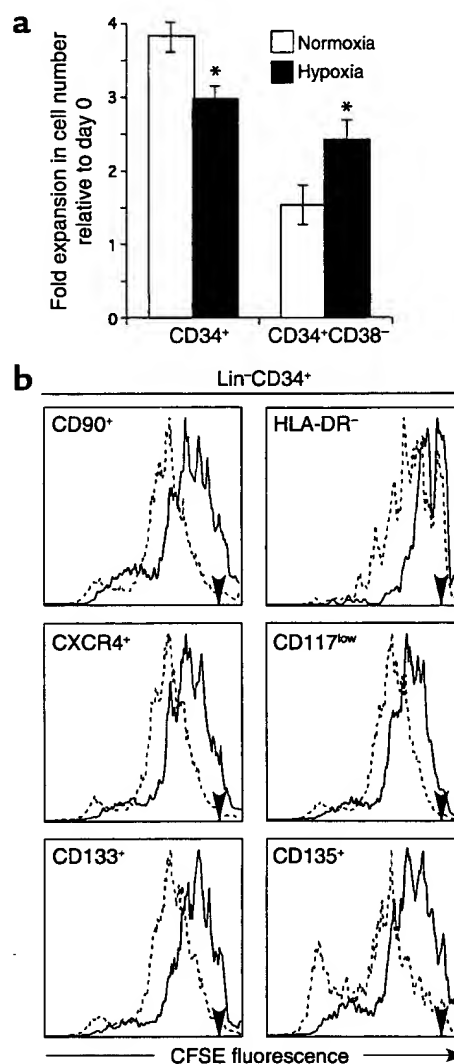 a
Fold expansion in cell number
relative to day 0
4
3
2
1
0
Normoxia
Hypoxia
*
*
CD34⁺
CD34⁺CD38⁻
b
Lin⁻CD34⁺
CD90⁺
HLA-DR⁻
CXCR4⁺
CD117ˡᵒʷ
CD133⁺
CD135⁺
CFSE fluorescence